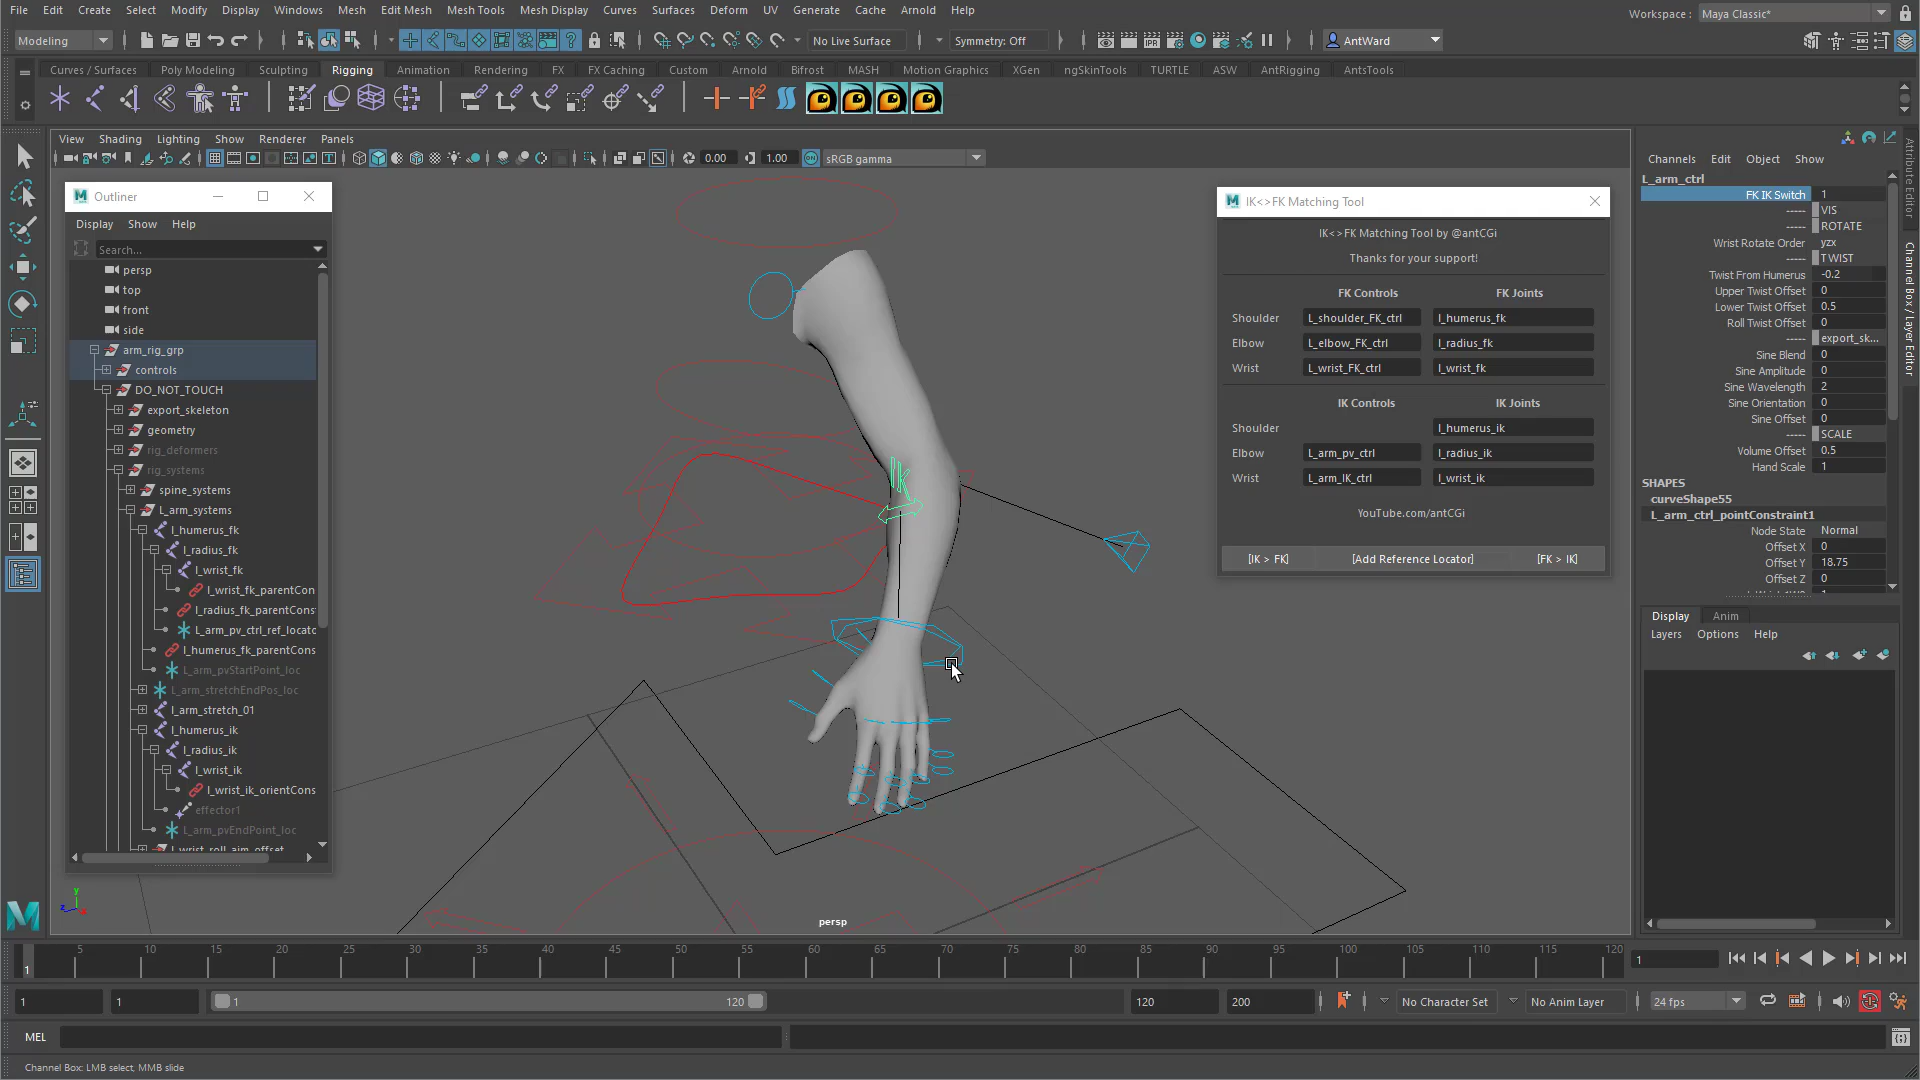 File Edit Create Select Modify Display Windows Mesh Edit Mesh Mesh Tools Mesh Display Curves Surfaces Deform UV Generate Cache Arnold Help
Workspace : Maya Classic*
Modeling
No Live Surface
Symmetry: Off
AntWard
Curves / Surfaces Poly Modeling Sculpting Rigging Animation Rendering FX FX Caching Custom Arnold Bifrost MASH Motion Graphics XGen ngSkinTools TURTLE ASW AntRigging AntsTools
View Shading Lighting Show Renderer Panels
0.00
1.00
sRGB gamma
Outliner
Display Show Help
Search...
persp
top
front
side
arm_rig_grp
controls
DO_NOT_TOUCH
export_skeleton
geometry
rig_deformers
rig_systems
spine_systems
L_arm_systems
l_humerus_fk
l_radius_fk
l_wrist_fk
l_wrist_fk_parentCon
l_radius_fk_parentCons
L_arm_pv_ctrl_ref_locato
l_humerus_fk_parentCons
L_arm_pvStartPoint_loc
L_arm_stretchEndPos_loc
l_arm_stretch_01
l_humerus_ik
l_radius_ik
l_wrist_ik
l_wrist_ik_orientCons
effector1
L_arm_pvEndPoint_loc
l_wrist_roll_aim_offset
IK
persp
IK<>FK Matching Tool
IK<>FK Matching Tool by @antCGi
Thanks for your support!
FK Controls FK Joints
Shoulder L_shoulder_FK_ctrl l_humerus_fk
Elbow L_elbow_FK_ctrl l_radius_fk
Wrist L_wrist_FK_ctrl l_wrist_fk
IK Controls IK Joints
Shoulder l_humerus_ik
Elbow L_arm_pv_ctrl l_radius_ik
Wrist L_arm_IK_ctrl l_wrist_ik
YouTube.com/antCGi
[IK > FK] [Add Reference Locator] [FK > IK]
Channels Edit Object Show
L_arm_ctrl
FK IK Switch 1
----- VIS
----- ROTATE
Wrist Rotate Order yzx
----- TWIST
Twist From Humerus -0.2
Upper Twist Offset 0
Lower Twist Offset 0.5
Roll Twist Offset 0
----- export_sk...
Sine Blend 0
Sine Amplitude 0
Sine Wavelength 2
Sine Orientation 0
Sine Offset 0
----- SCALE
Volume Offset 0.5
Hand Scale 1
SHAPES
curveShape55
L_arm_ctrl_pointConstraint1
Node State Normal
Offset X 0
Offset Y 18.75
Offset Z 0
Display Anim
Layers Options Help
Attribute Editor
Channel Box / Layer Editor
5 10 15 20 25 30 35 40 45 50 55 60 65 70 75 80 85 90 95 100 105 110 115 120
1
1
1
1
1
120
120
200
No Character Set
No Anim Layer
24 fps
MEL
Channel Box: LMB select, MMB slide